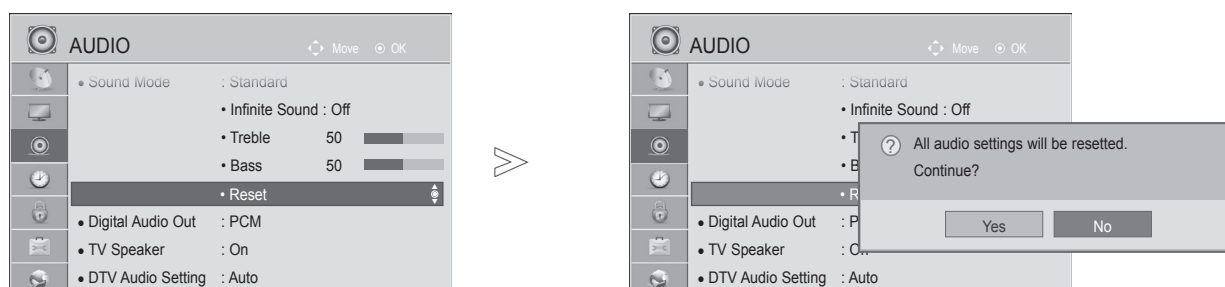 AUDIO
Move OK
• Sound Mode : Standard
• Infinite Sound : Off
• Treble 50
• Bass 50
• Reset
• Digital Audio Out : PCM
• TV Speaker : On
• DTV Audio Setting : Auto
AUDIO
Move OK
• Sound Mode : Standard
• Infinite Sound : Off
• T
• B
• R
• Digital Audio Out : P
• TV Speaker : On
• DTV Audio Setting : Auto
? All audio settings will be resetted.
Continue?
Yes No